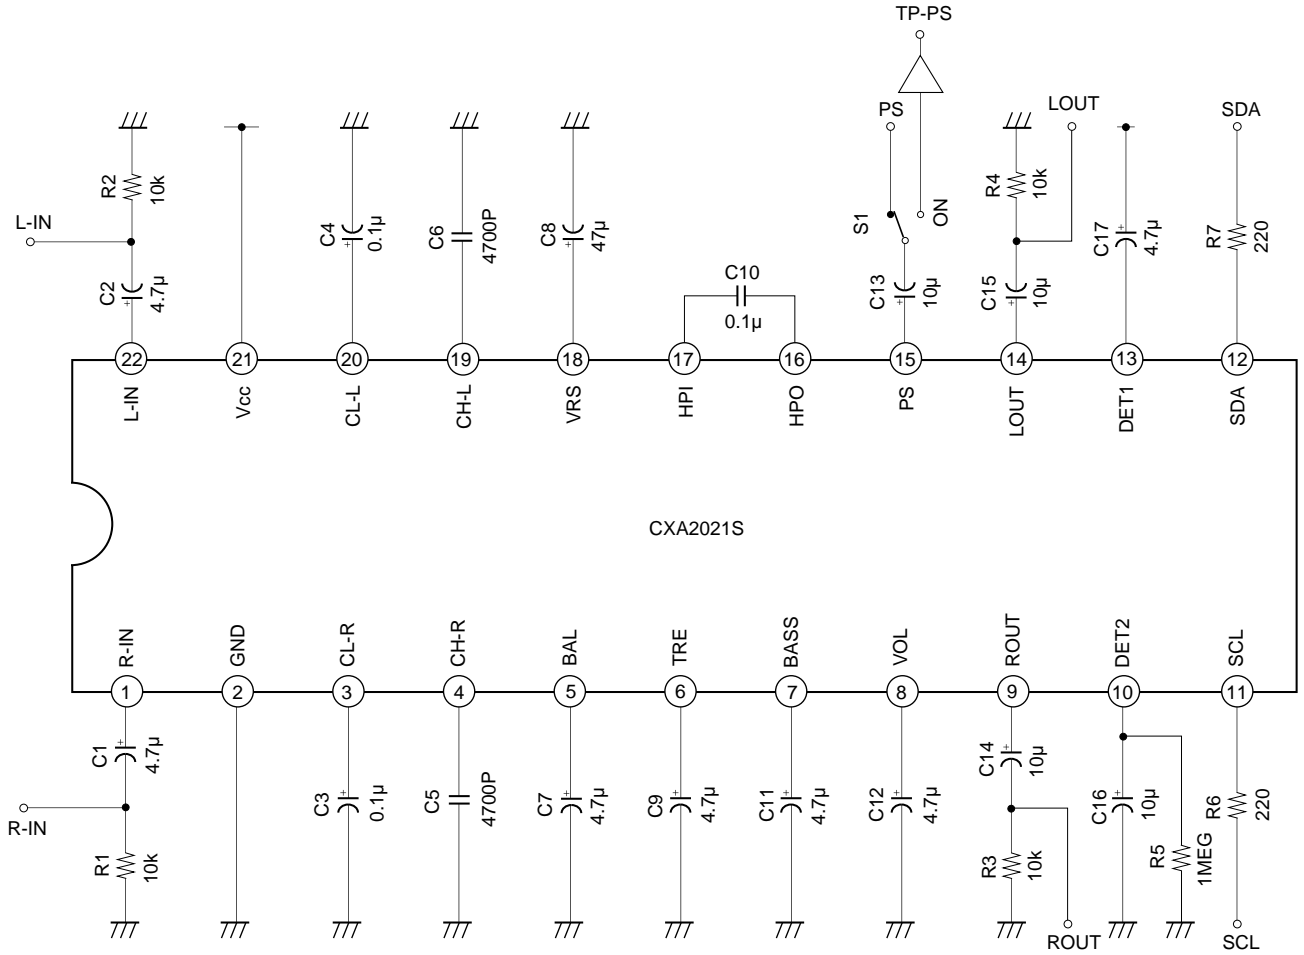 TP-PS
PS
LOUT
SDA
R2
10k
L-IN
C2
4.7µ
C4
0.1µ
C6
4700P
C8
47µ
C10
0.1µ
S1
ON
C13
10µ
R4
10k
C15
10µ
C17
4.7µ
R7
220
22
21
20
19
18
17
16
15
14
13
12
L-IN
Vcc
CL-L
CH-L
VRS
HPI
HPO
PS
LOUT
DET1
SDA
CXA2021S
R-IN
GND
CL-R
CH-R
BAL
TRE
BASS
VOL
ROUT
DET2
SCL
1
2
3
4
5
6
7
8
9
10
11
C1
4.7µ
R-IN
R1
10k
C3
0.1µ
C5
4700P
C7
4.7µ
C9
4.7µ
C11
4.7µ
C12
4.7µ
C14
10µ
R3
10k
C16
10µ
R5
1MEG
R6
220
ROUT
SCL